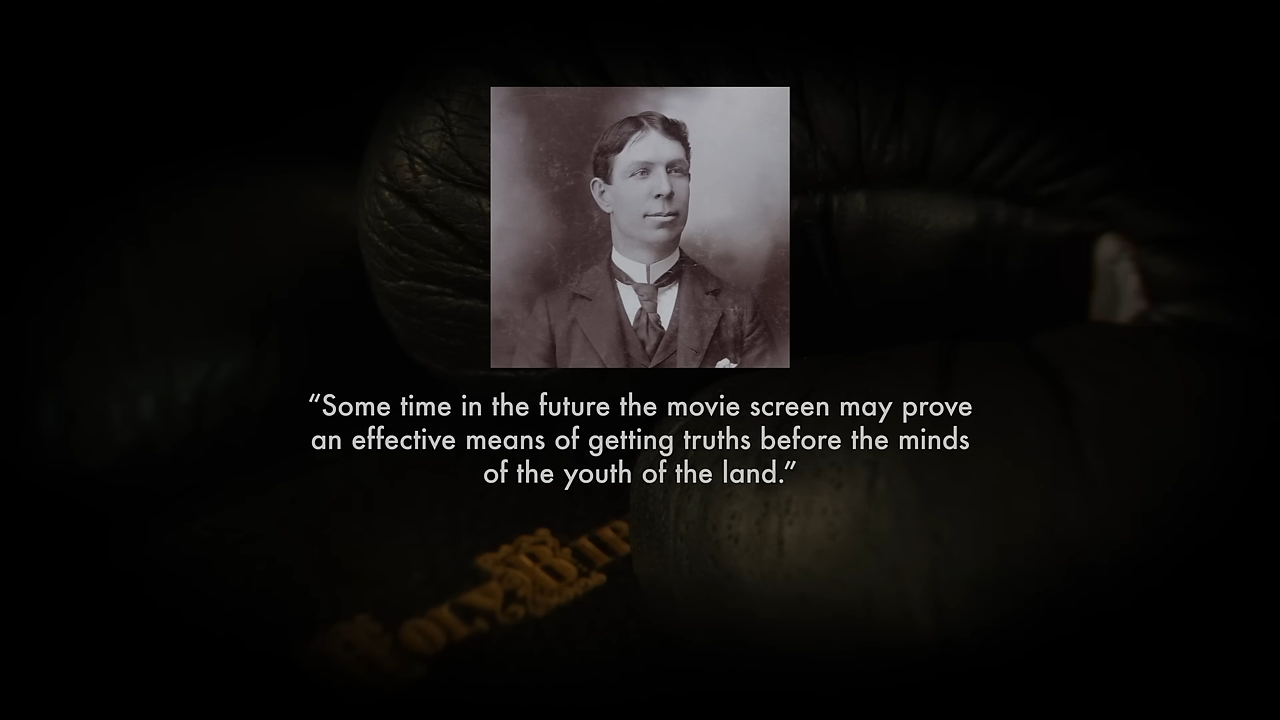 “Some time in the future the movie screen may prove
an effective means of getting truths before the minds
of the youth of the land.”